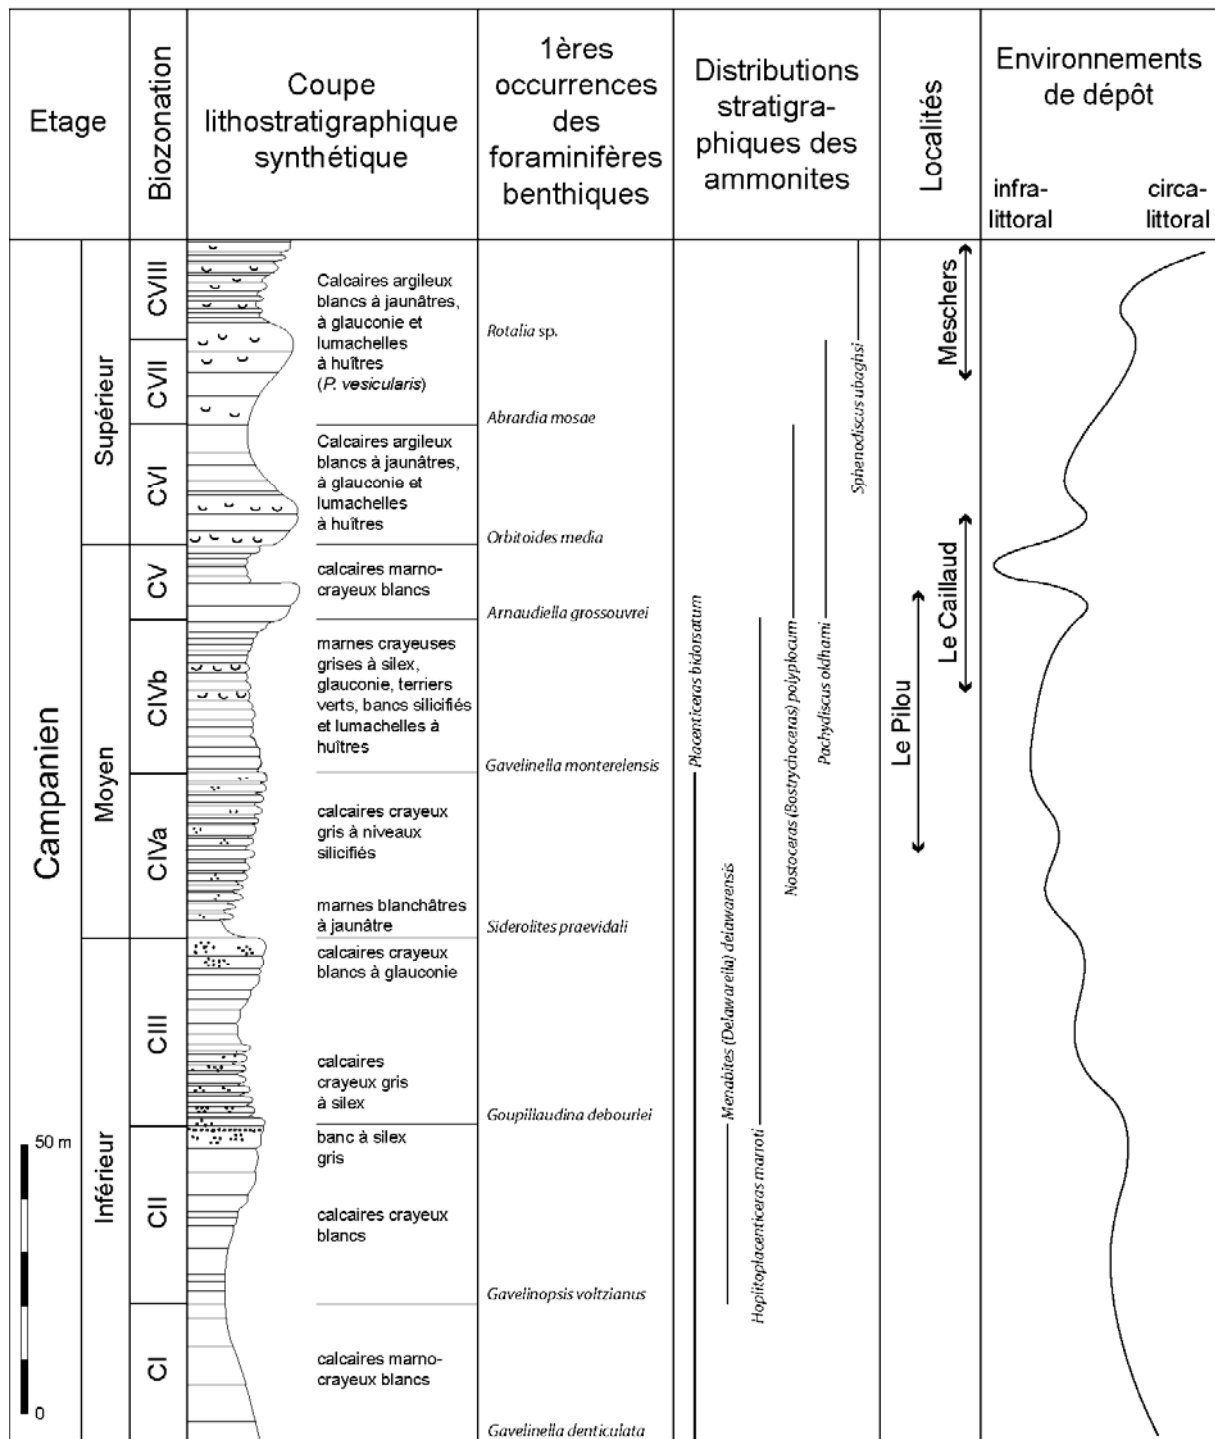 Etage
Biozonation
Coupe
lithostratigraphique
synthétique
1ères
occurrences
des
foraminifères
benthiques
Distributions
stratigra-
phiques des
ammonites
Localités
Environnements
de dépôt
infra-
littoral
circa-
littoral
Campanien
Supérieur
Moyen
Inférieur
CVIII
CVII
CVI
CV
CIVb
CIVa
CIII
CII
CI
50 m
0
Calcaires argileux
blancs à jaunâtres,
à glauconie et
lumachelles
à huîtres
(P. vesicularis)
Calcaires argileux
blancs à jaunâtres,
à glauconie et
lumachelles
à huîtres
calcaires marno-
crayeux blancs
marnes crayeuses
grises à silex,
glauconie, terriers
verts, bancs silicifiés
et lumachelles à
huîtres
calcaires crayeux
gris à niveaux
silicifiés
marnes blanchâtres
à jaunâtre
calcaires crayeux
blancs à glauconie
calcaires
crayeux gris
à silex
banc à silex
gris
calcaires crayeux
blancs
calcaires marno-
crayeux blancs
Rotalia sp.
Abrardia mosae
Orbitoides media
Arnaudiella grossouvrei
Gavelinella monterelensis
Siderolites praevidali
Goupillaudina debourlei
Gavelinopsis voltzianus
Gavelinella denticulata
Placenticeras bidorsatum
Menabites (Delawarella) delawarensis
Hoplitoplacenticeras marroti
Nostoceras (Bostrychoceras) polyplocum
Pachydiscus oldhami
Sphenodiscus ubaghsi
Le Pilou
Le Caillaud
Meschers